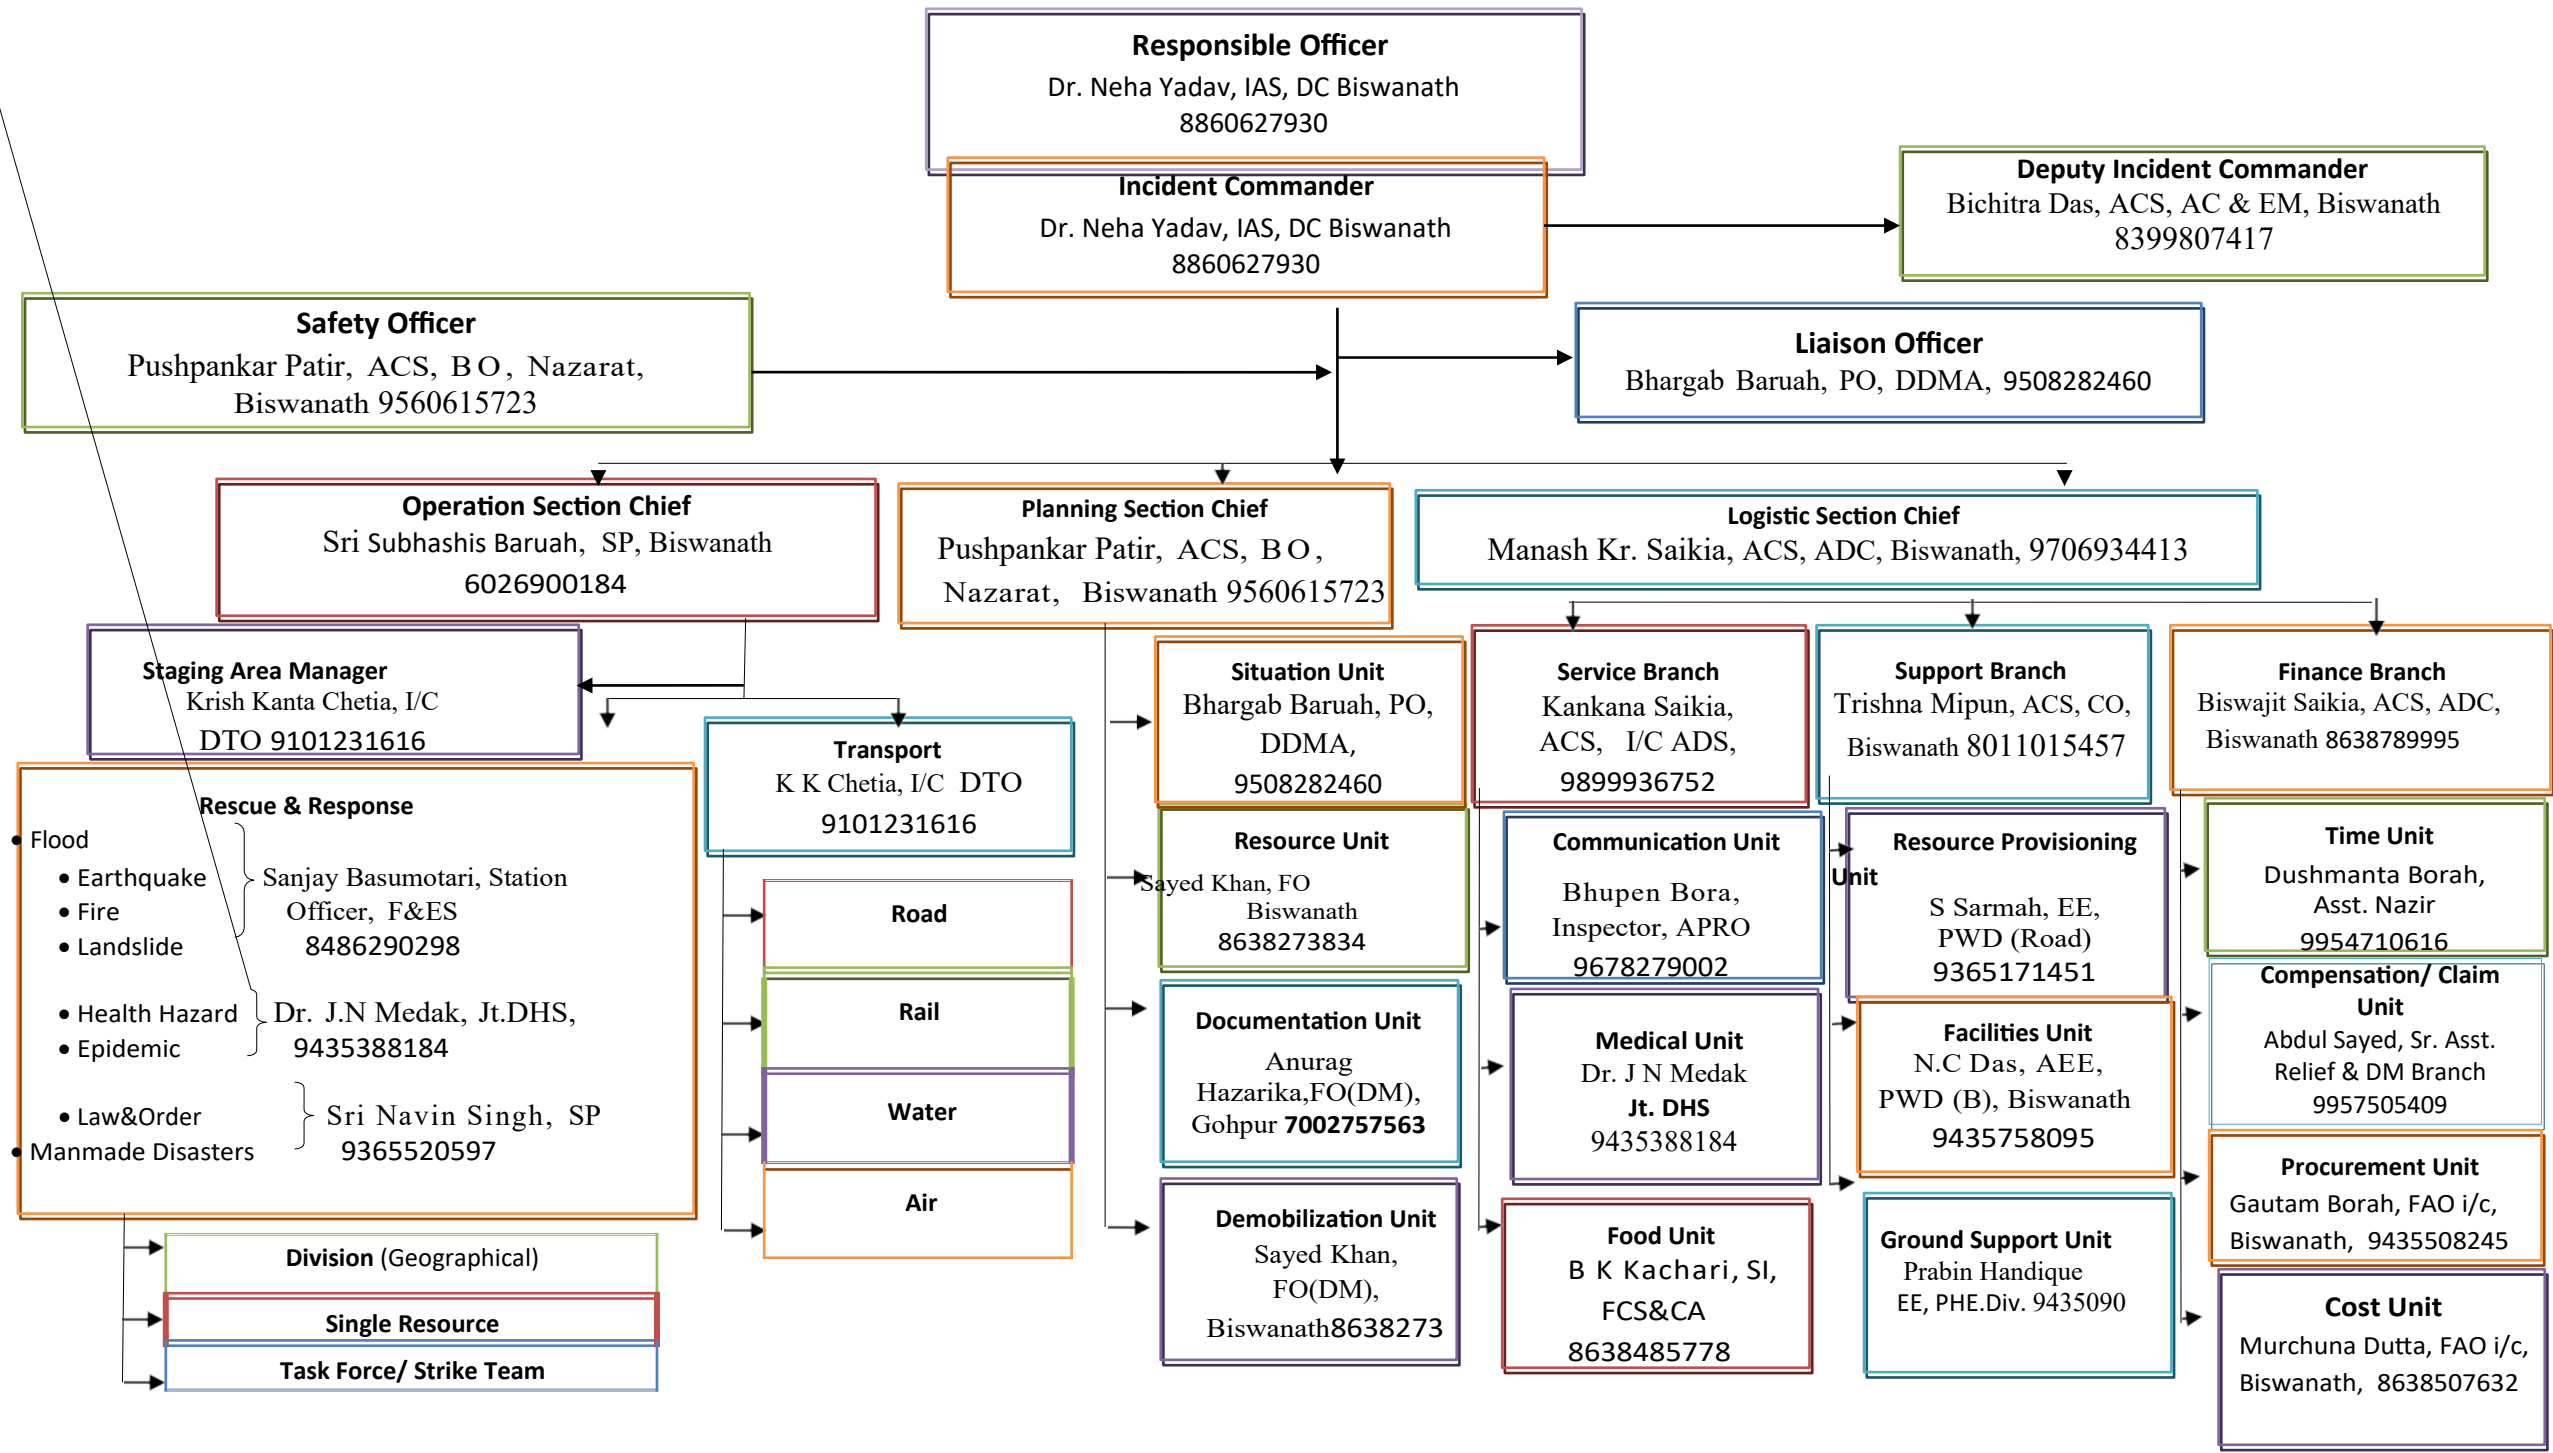 Responsible Officer
Dr. Neha Yadav, IAS, DC Biswanath
8860627930
Incident Commander
Dr. Neha Yadav, IAS, DC Biswanath
8860627930
Deputy Incident Commander
Bichitra Das, ACS, AC & EM, Biswanath
8399807417
Safety Officer
Pushpankar Patir, ACS, BO, Nazarat,
Biswanath 9560615723
Liaison Officer
Bhargab Baruah, PO, DDMA, 9508282460
Operation Section Chief
Sri Subhashis Baruah, SP, Biswanath
6026900184
Planning Section Chief
Pushpankar Patir, ACS, BO,
Nazarat, Biswanath 9560615723
Logistic Section Chief
Manash Kr. Saikia, ACS, ADC, Biswanath, 9706934413
Staging Area Manager
Krish Kanta Chetia, I/C
DTO 9101231616
Transport
K K Chetia, I/C DTO
9101231616
Road
Rail
Water
Air
Rescue & Response
• Flood
• Earthquake
• Fire
• Landslide
Sanjay Basumotari, Station
Officer, F&ES
8486290298
• Health Hazard
• Epidemic
Dr. J.N Medak, Jt.DHS,
9435388184
• Law&Order
• Manmade Disasters
Sri Navin Singh, SP
9365520597
Division (Geographical)
Single Resource
Task Force/ Strike Team
Situation Unit
Bhargab Baruah, PO,
DDMA,
9508282460
Resource Unit
Sayed Khan, FO
Biswanath
8638273834
Documentation Unit
Anurag
Hazarika,FO(DM),
Gohpur 7002757563
Demobilization Unit
Sayed Khan,
FO(DM),
Biswanath8638273
Service Branch
Kankana Saikia,
ACS, I/C ADS,
9899936752
Communication Unit
Bhupen Bora,
Inspector, APRO
9678279002
Medical Unit
Dr. J N Medak
Jt. DHS
9435388184
Food Unit
B K Kachari, SI,
FCS&CA
8638485778
Support Branch
Trishna Mipun, ACS, CO,
Biswanath 8011015457
Resource Provisioning
Unit
S Sarmah, EE,
PWD (Road)
9365171451
Facilities Unit
N.C Das, AEE,
PWD (B), Biswanath
9435758095
Ground Support Unit
Prabin Handique
EE, PHE.Div. 9435090
Finance Branch
Biswajit Saikia, ACS, ADC,
Biswanath 8638789995
Time Unit
Dushmanta Borah,
Asst. Nazir
9954710616
Compensation/ Claim
Unit
Abdul Sayed, Sr. Asst.
Relief & DM Branch
9957505409
Procurement Unit
Gautam Borah, FAO i/c,
Biswanath, 9435508245
Cost Unit
Murchuna Dutta, FAO i/c,
Biswanath, 8638507632